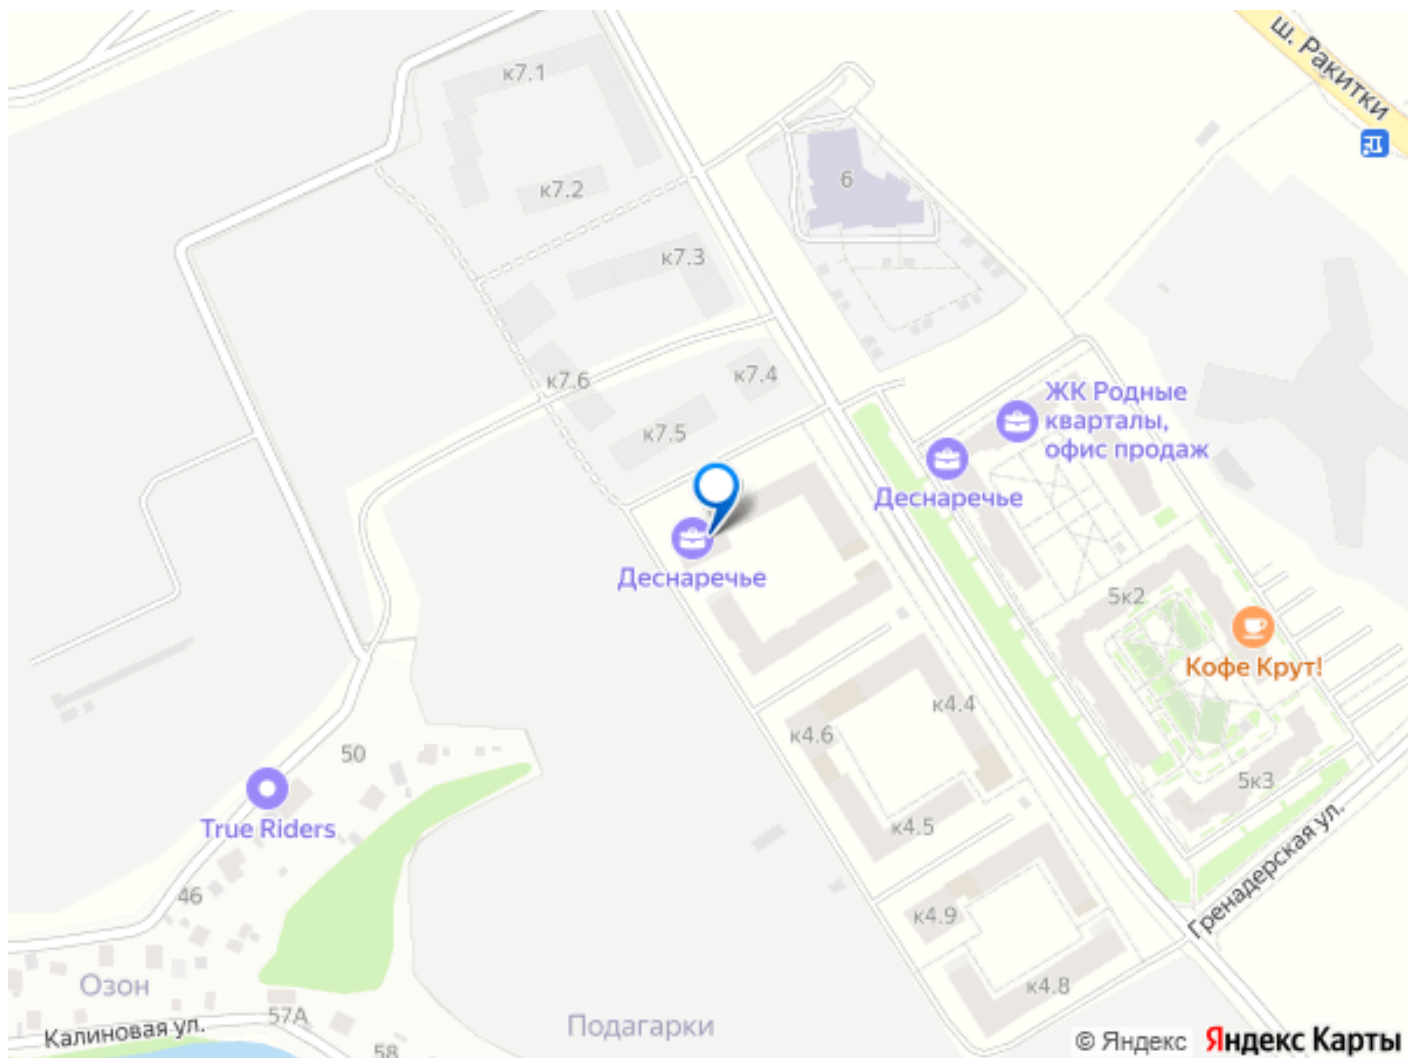 ш. Ракитки
к7.1
к7.2
6
к7.3
к7.6
к7.4
ЖК Родные
кварталы,
офис продаж
к7.5
Деснаречье
Деснаречье
5к2
Кофе Крут!
к4.4
к4.6
50
5к3
True Riders
к4.5
Гренадерская ул.
46
к4.9
Озон
к4.8
57А
Подагарки
Калиновая ул.
58
© Яндекс Яндекс Карты